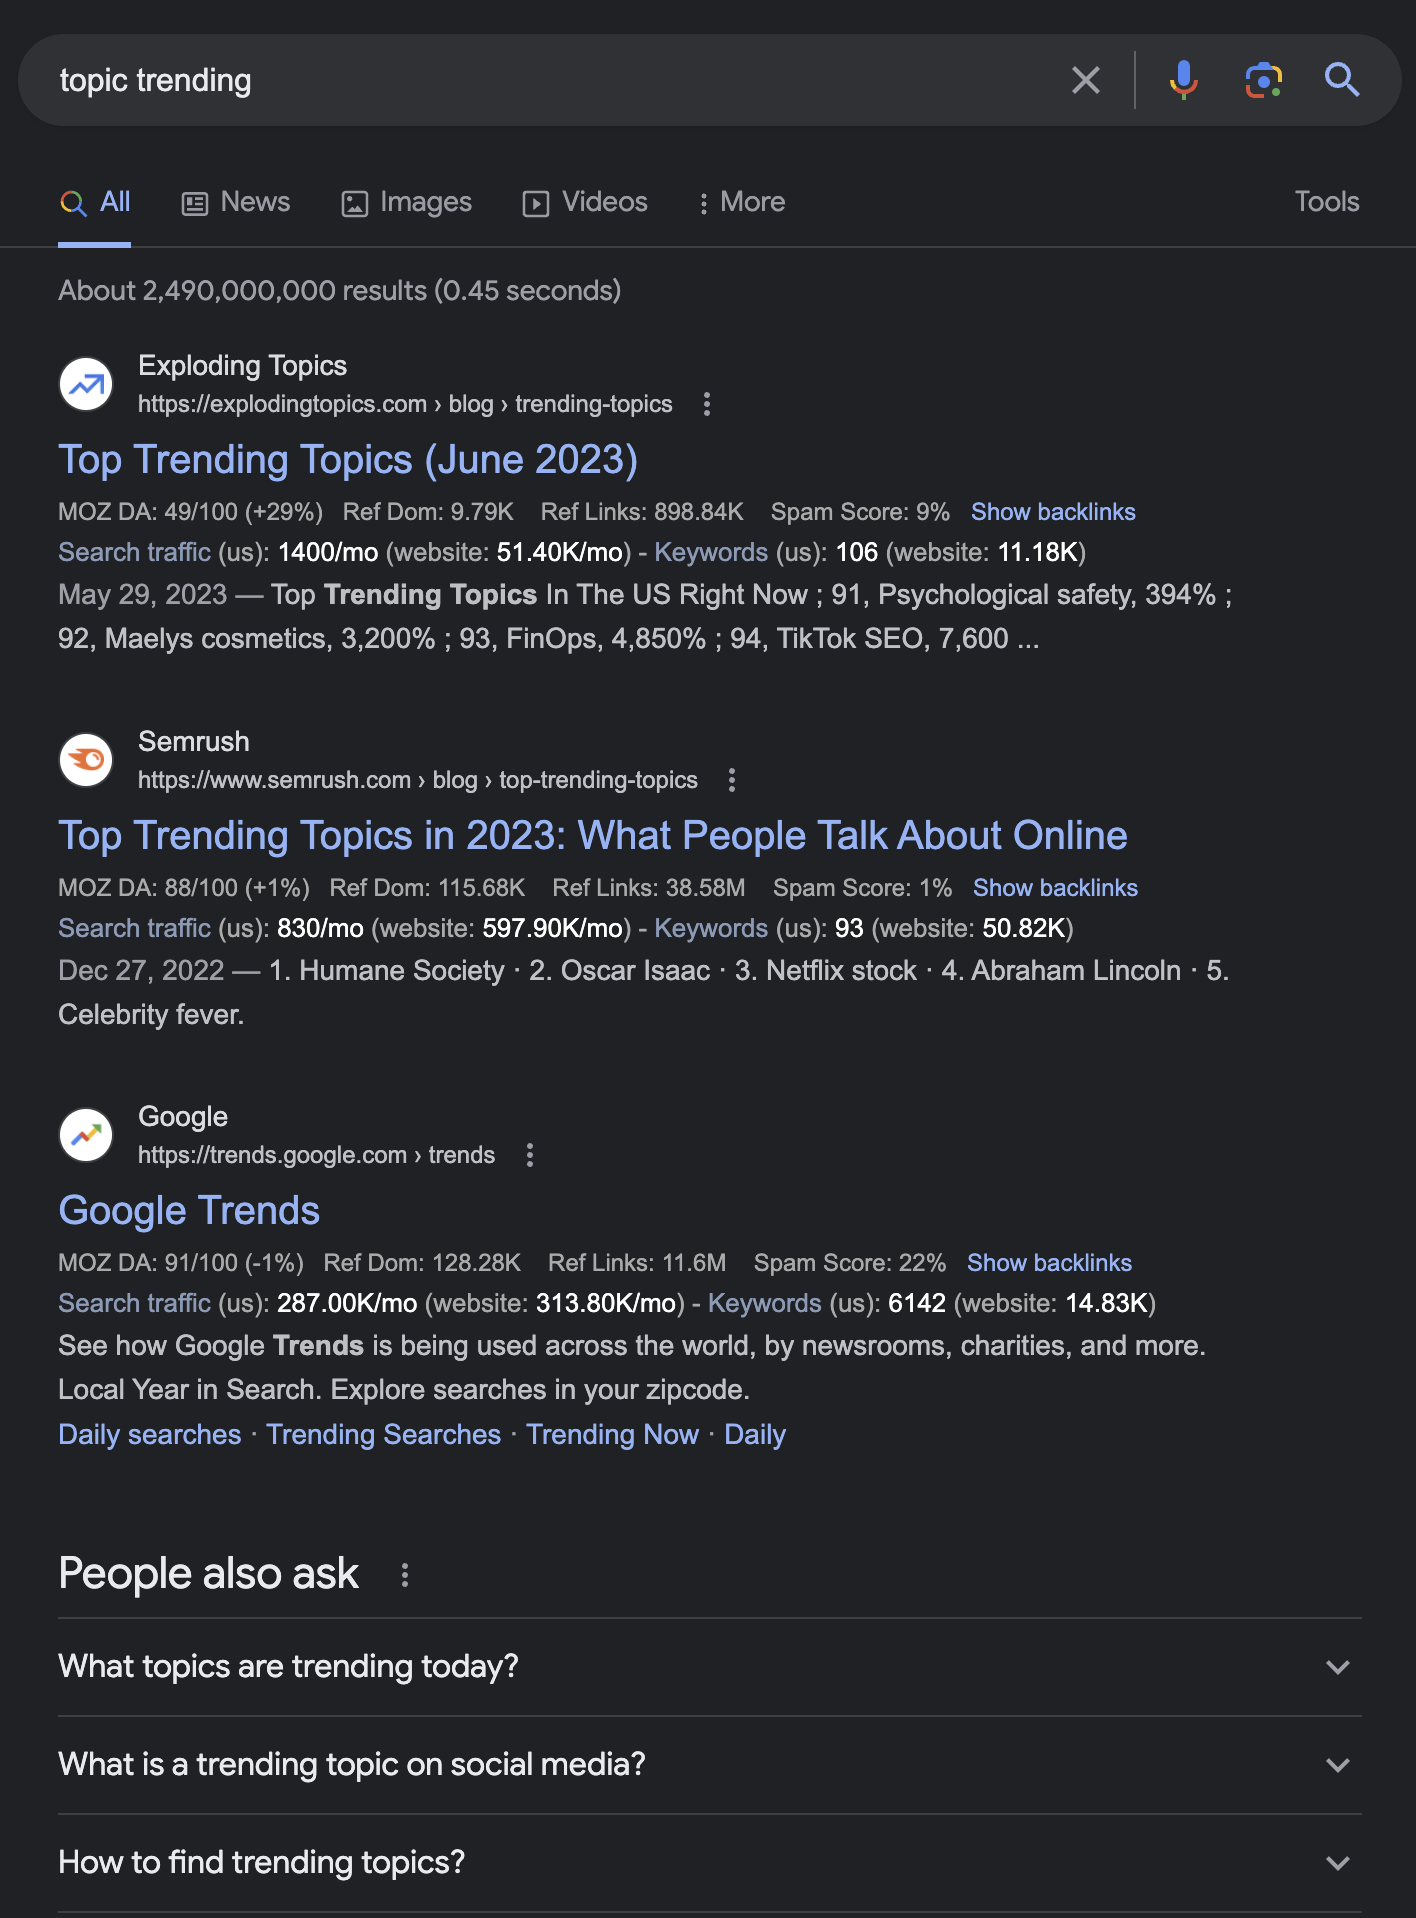 topic trending
All News Images Videos More Tools
About 2,490,000,000 results (0.45 seconds)
Exploding Topics
https://explodingtopics.com › blog › trending-topics
Top Trending Topics (June 2023)
MOZ DA: 49/100 (+29%) Ref Dom: 9.79K Ref Links: 898.84K Spam Score: 9% Show backlinks
Search traffic (us): 1400/mo (website: 51.40K/mo) - Keywords (us): 106 (website: 11.18K)
May 29, 2023 — Top Trending Topics In The US Right Now ; 91, Psychological safety, 394% ;
92, Maelys cosmetics, 3,200% ; 93, FinOps, 4,850% ; 94, TikTok SEO, 7,600 ...
Semrush
https://www.semrush.com › blog › top-trending-topics
Top Trending Topics in 2023: What People Talk About Online
MOZ DA: 88/100 (+1%) Ref Dom: 115.68K Ref Links: 38.58M Spam Score: 1% Show backlinks
Search traffic (us): 830/mo (website: 597.90K/mo) - Keywords (us): 93 (website: 50.82K)
Dec 27, 2022 — 1. Humane Society · 2. Oscar Isaac · 3. Netflix stock · 4. Abraham Lincoln · 5.
Celebrity fever.
Google
https://trends.google.com › trends
Google Trends
MOZ DA: 91/100 (-1%) Ref Dom: 128.28K Ref Links: 11.6M Spam Score: 22% Show backlinks
Search traffic (us): 287.00K/mo (website: 313.80K/mo) - Keywords (us): 6142 (website: 14.83K)
See how Google Trends is being used across the world, by newsrooms, charities, and more.
Local Year in Search. Explore searches in your zipcode.
Daily searches · Trending Searches · Trending Now · Daily
People also ask
What topics are trending today?
What is a trending topic on social media?
How to find trending topics?